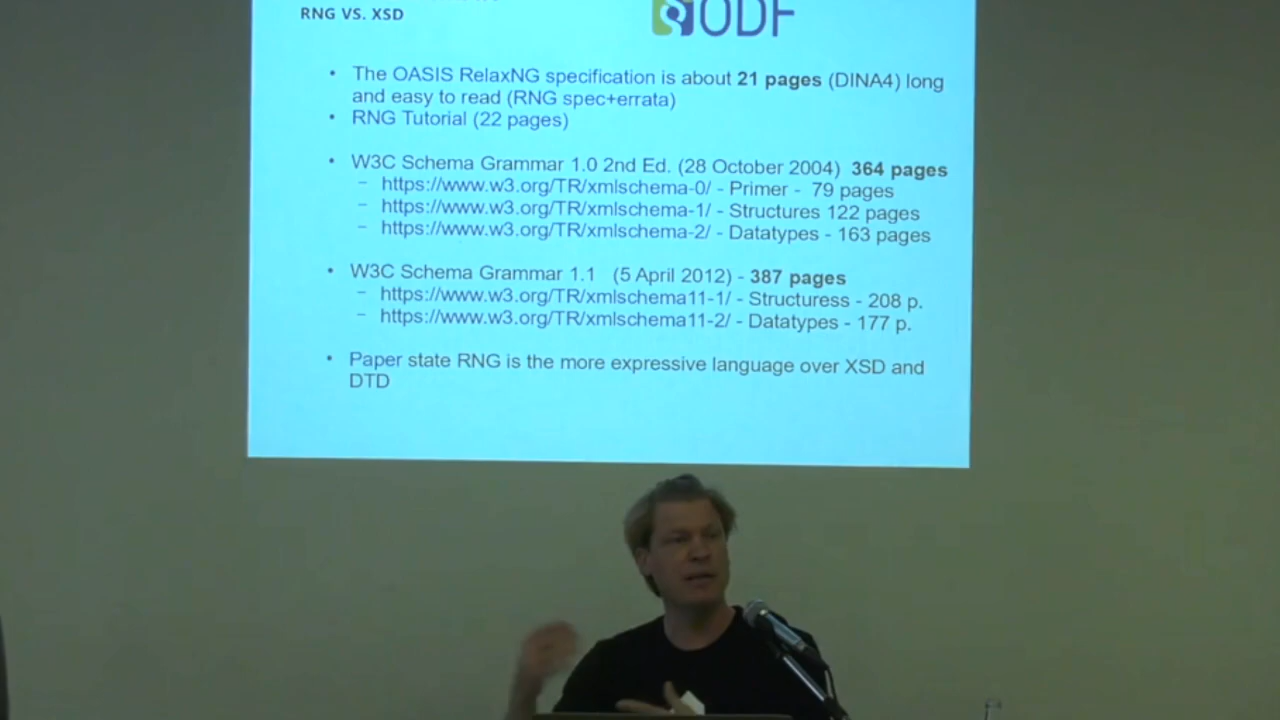 RNG VS. XSD
ODF
• The OASIS RelaxNG specification is about 21 pages (DINA4) long
and easy to read (RNG spec+errata)
• RNG Tutorial (22 pages)
• W3C Schema Grammar 1.0 2nd Ed. (28 October 2004) 364 pages
– https://www.w3.org/TR/xmlschema-0/ - Primer - 79 pages
– https://www.w3.org/TR/xmlschema-1/ - Structures 122 pages
– https://www.w3.org/TR/xmlschema-2/ - Datatypes - 163 pages
• W3C Schema Grammar 1.1 (5 April 2012) - 387 pages
– https://www.w3.org/TR/xmlschema11-1/ - Structuress - 208 p.
– https://www.w3.org/TR/xmlschema11-2/ - Datatypes - 177 p.
• Paper state RNG is the more expressive language over XSD and
DTD